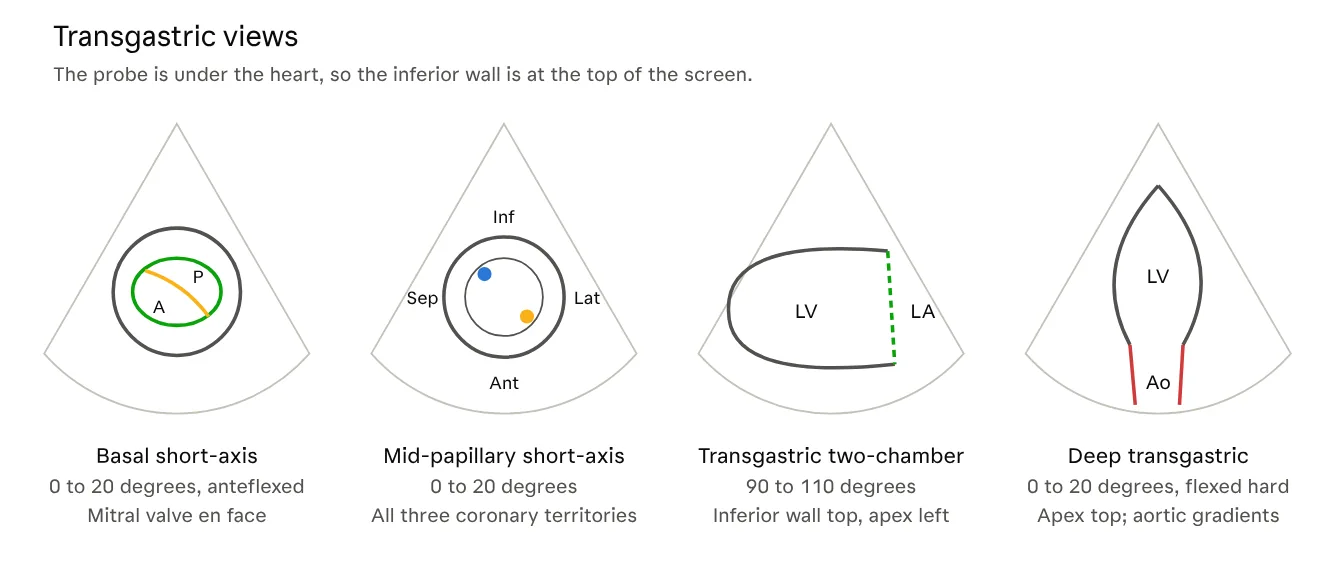 Transgastric views
The probe is under the heart, so the inferior wall is at the top of the screen.
P
A
Inf
Sep
Lat
Ant
LV
LA
LV
Ao
Basal short-axis
0 to 20 degrees, anteflexed
Mitral valve en face
Mid-papillary short-axis
0 to 20 degrees
All three coronary territories
Transgastric two-chamber
90 to 110 degrees
Inferior wall top, apex left
Deep transgastric
0 to 20 degrees, flexed hard
Apex top; aortic gradients